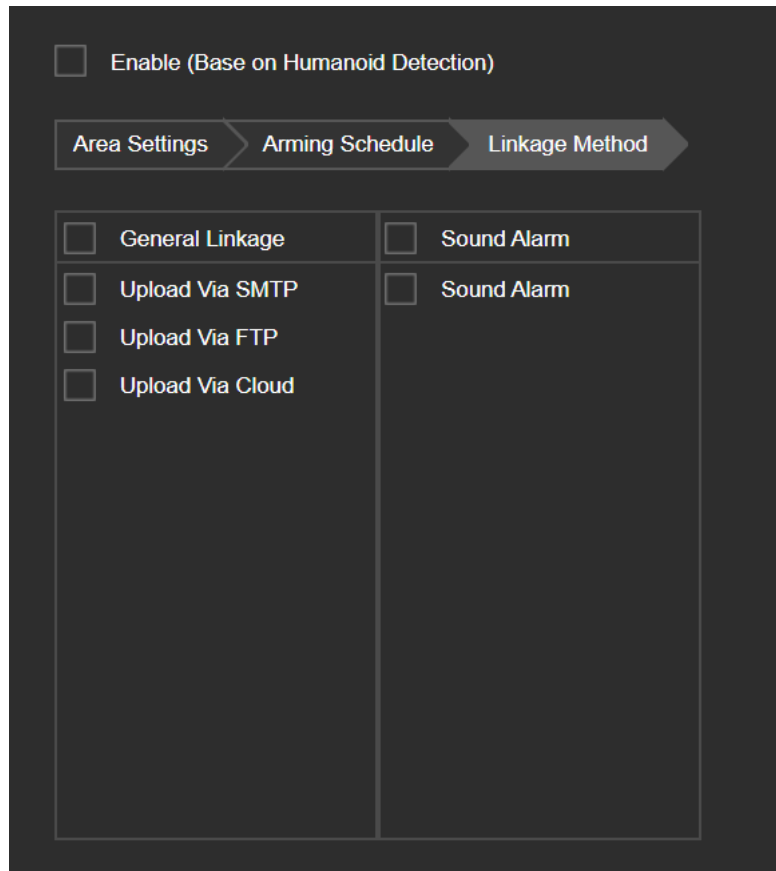 Enable (Base on Humanoid Detection)
Area Settings Arming Schedule Linkage Method
General Linkage Sound Alarm
Upload Via SMTP Sound Alarm
Upload Via FTP
Upload Via Cloud